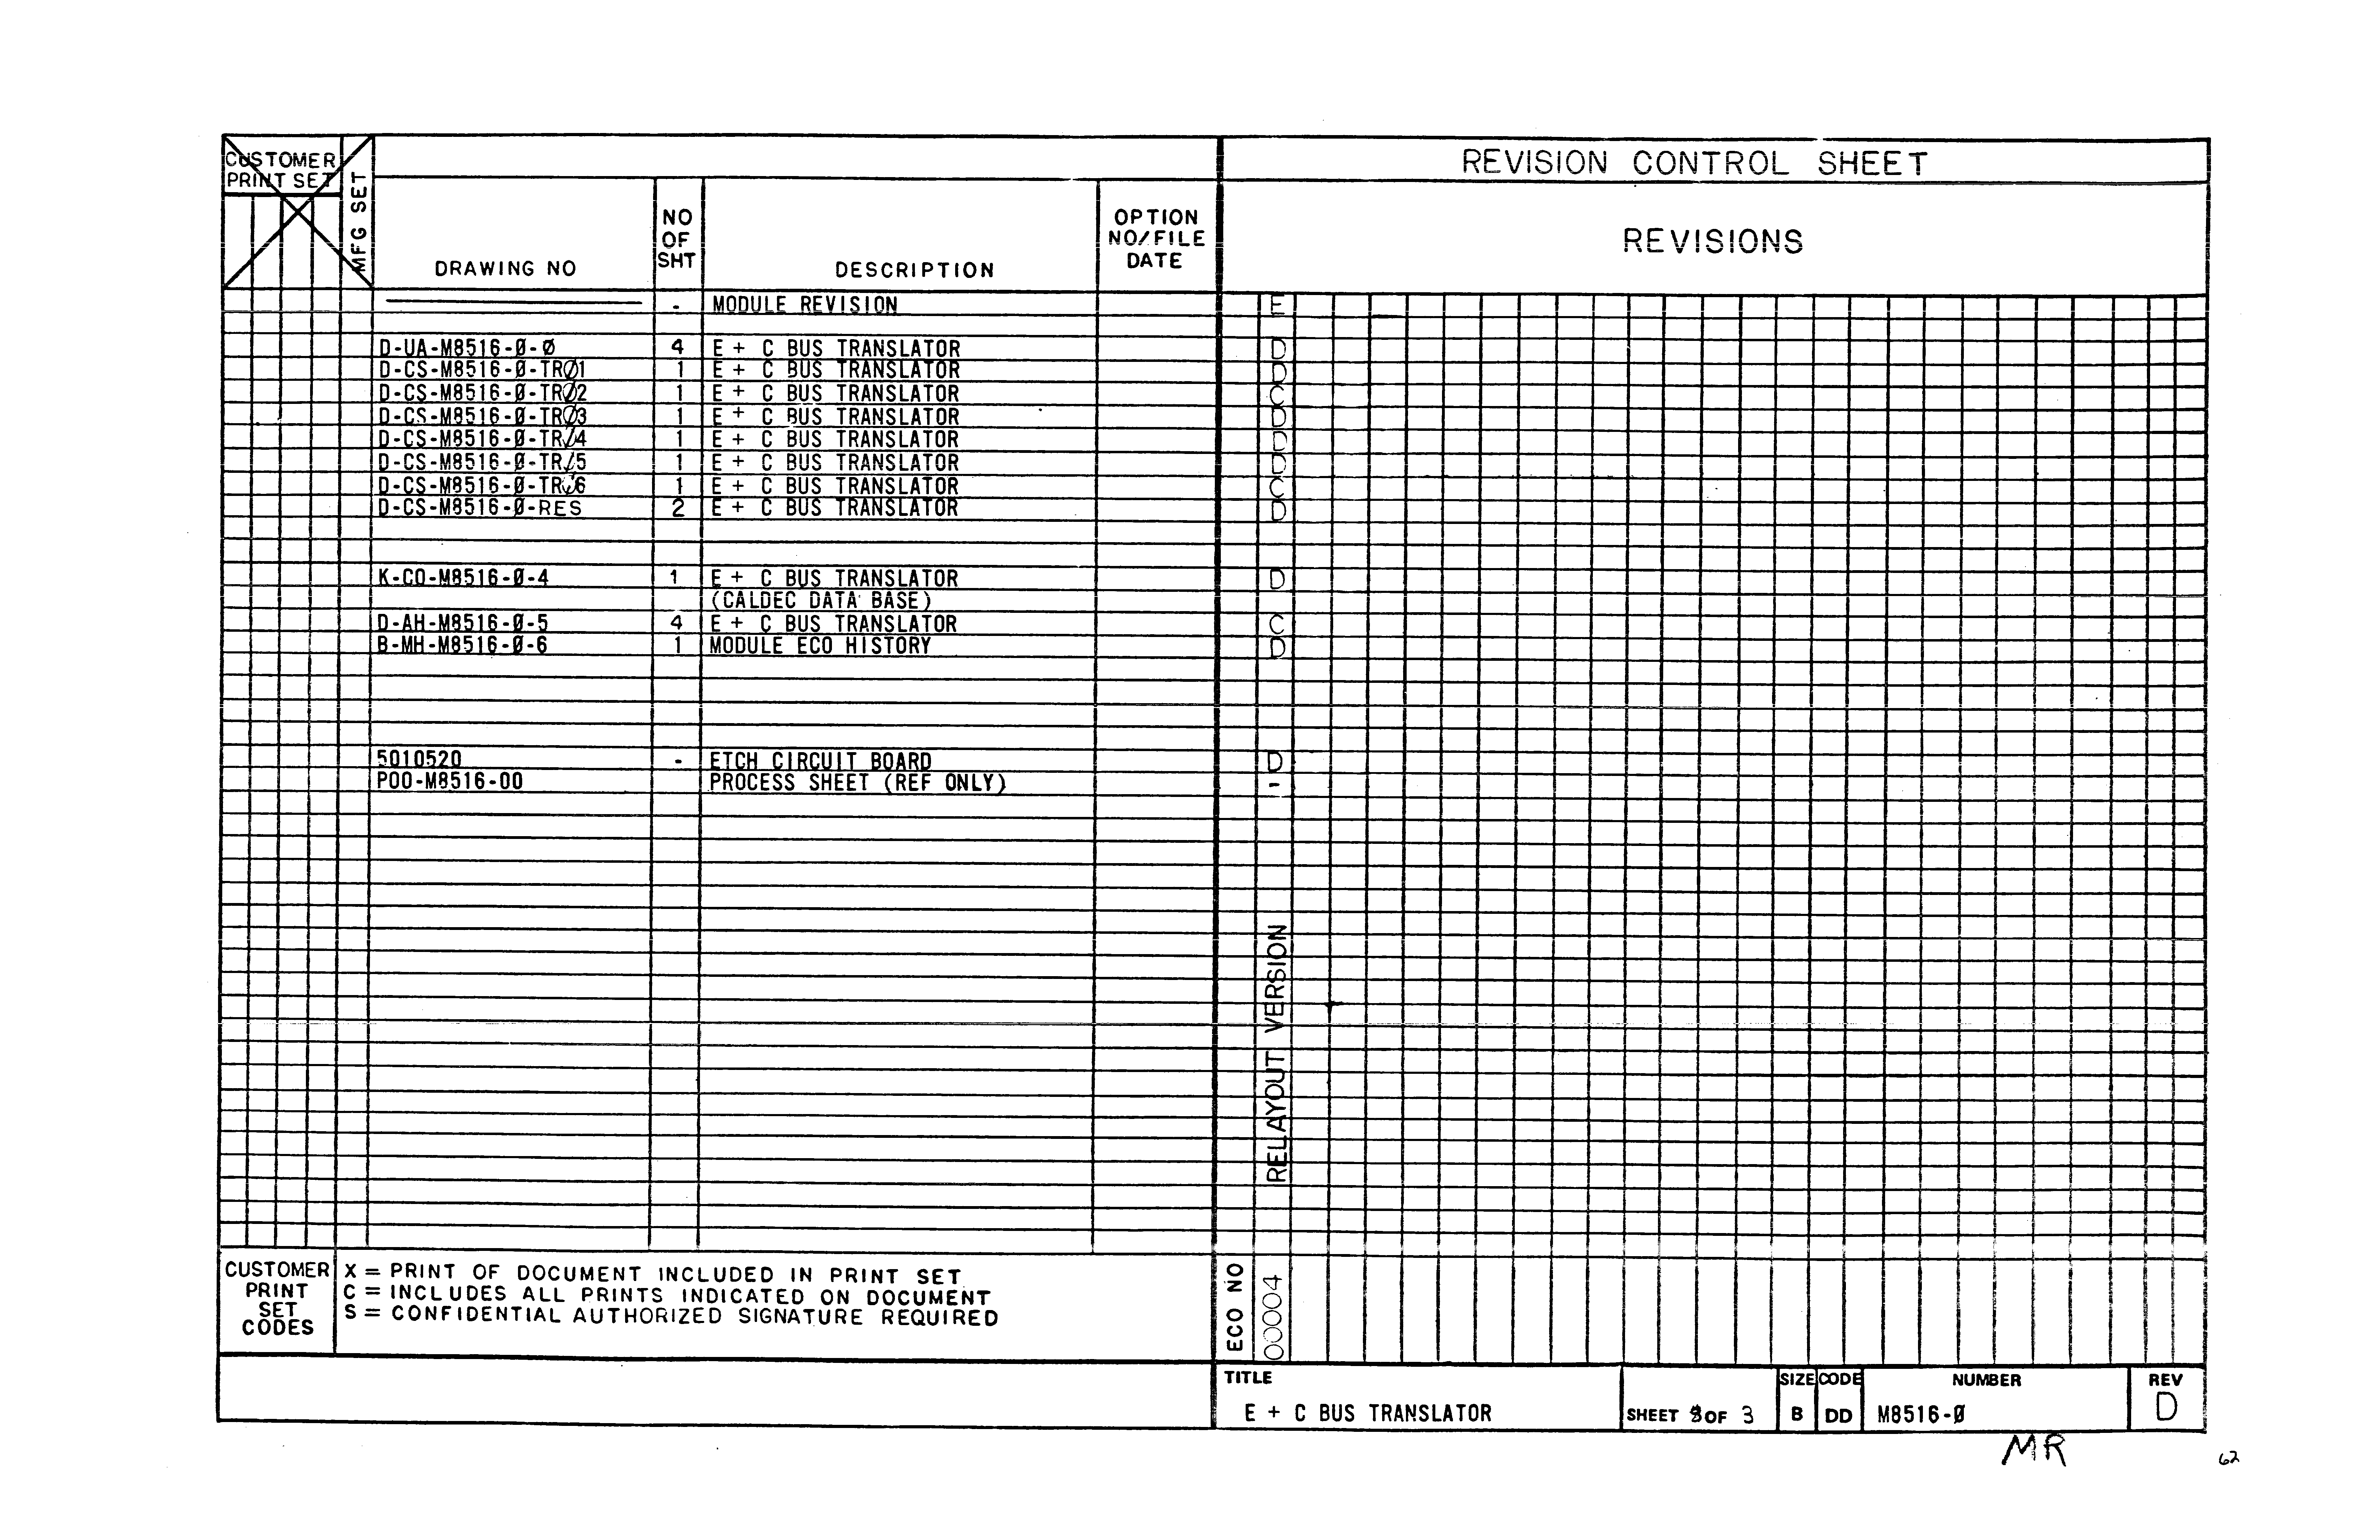 CUSTOMER PRINT SET
MFG SET
REVISION CONTROL SHEET
DRAWING NO
NO OF SHT
DESCRIPTION
OPTION NO/FILE DATE
REVISIONS
- MODULE REVISION E
D-UA-M8516-Ø-Ø 4 E + C BUS TRANSLATOR D
D-CS-M8516-Ø-TRØ1 1 E + C BUS TRANSLATOR D
D-CS-M8516-Ø-TRØ2 1 E + C BUS TRANSLATOR C
D-CS-M8516-Ø-TRØ3 1 E + C BUS TRANSLATOR D
D-CS-M8516-Ø-TRØ4 1 E + C BUS TRANSLATOR D
D-CS-M8516-Ø-TRØ5 1 E + C BUS TRANSLATOR D
D-CS-M8516-Ø-TRØ6 1 E + C BUS TRANSLATOR C
D-CS-M8516-Ø-RES 2 E + C BUS TRANSLATOR D
K-CO-M8516-Ø-4 1 E + C BUS TRANSLATOR D
(CALDEC DATA BASE)
D-AH-M8516-Ø-5 4 E + C BUS TRANSLATOR C
B-MH-M8516-Ø-6 1 MODULE ECO HISTORY D
5010520 - ETCH CIRCUIT BOARD D
P00-M8516-00 PROCESS SHEET (REF ONLY) -
RELAYOUT VERSION
CUSTOMER PRINT SET CODES
X = PRINT OF DOCUMENT INCLUDED IN PRINT SET
C = INCLUDES ALL PRINTS INDICATED ON DOCUMENT
S = CONFIDENTIAL AUTHORIZED SIGNATURE REQUIRED
ECO NO 00004
TITLE
E + C BUS TRANSLATOR
SHEET OF 3
SIZE B
CODE DD
NUMBER M8516-Ø
REV D
MR
62